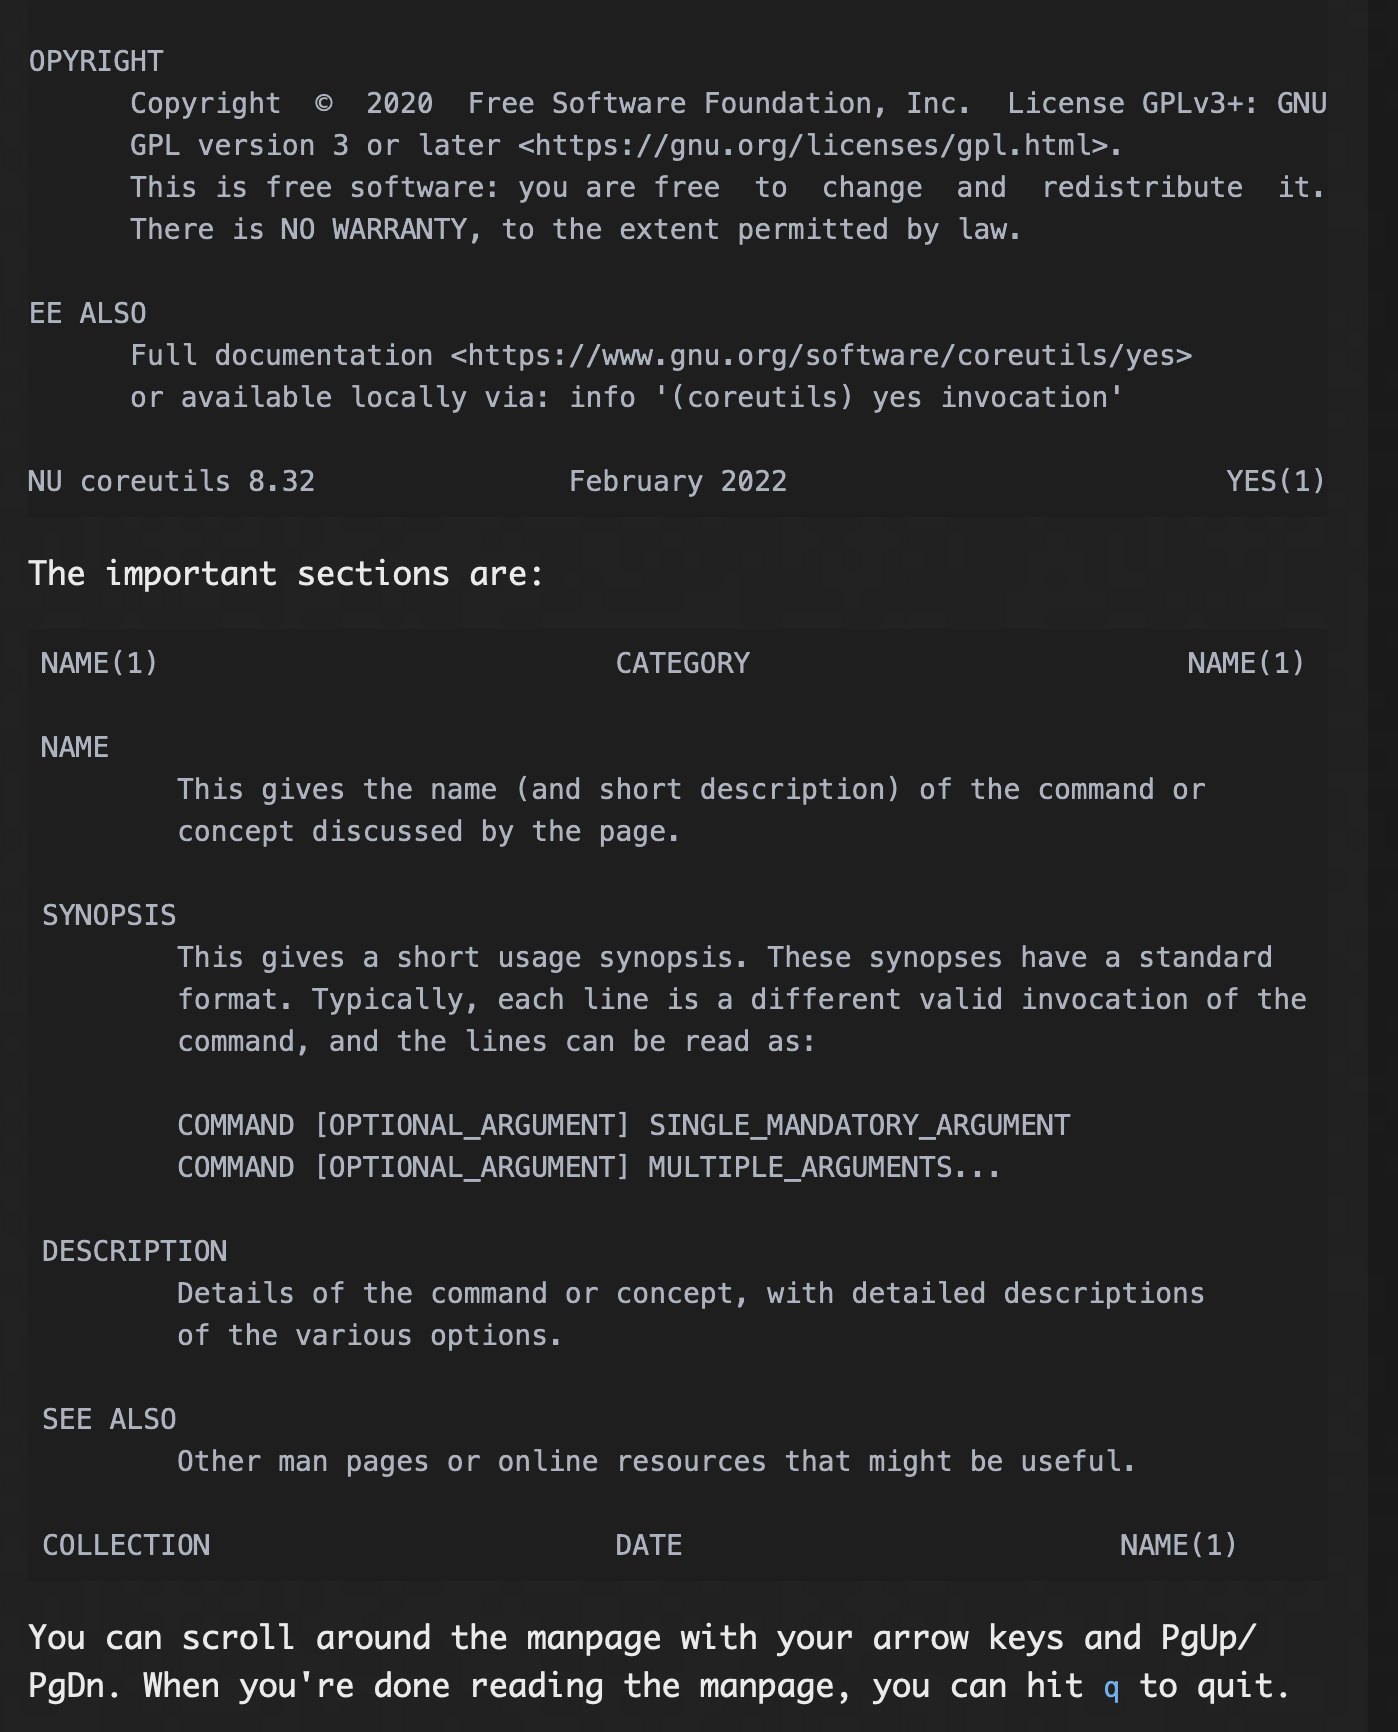 OPYRIGHT
Copyright © 2020 Free Software Foundation, Inc. License GPLv3+: GNU
GPL version 3 or later <https://gnu.org/licenses/gpl.html>.
This is free software: you are free to change and redistribute it.
There is NO WARRANTY, to the extent permitted by law.
EE ALSO
Full documentation <https://www.gnu.org/software/coreutils/yes>
or available locally via: info '(coreutils) yes invocation'
NU coreutils 8.32 February 2022 YES(1)
The important sections are:
NAME(1) CATEGORY NAME(1)
NAME
This gives the name (and short description) of the command or
concept discussed by the page.
SYNOPSIS
This gives a short usage synopsis. These synopses have a standard
format. Typically, each line is a different valid invocation of the
command, and the lines can be read as:
COMMAND [OPTIONAL_ARGUMENT] SINGLE_MANDATORY_ARGUMENT
COMMAND [OPTIONAL_ARGUMENT] MULTIPLE_ARGUMENTS...
DESCRIPTION
Details of the command or concept, with detailed descriptions
of the various options.
SEE ALSO
Other man pages or online resources that might be useful.
COLLECTION DATE NAME(1)
You can scroll around the manpage with your arrow keys and PgUp/
PgDn. When you're done reading the manpage, you can hit q to quit.